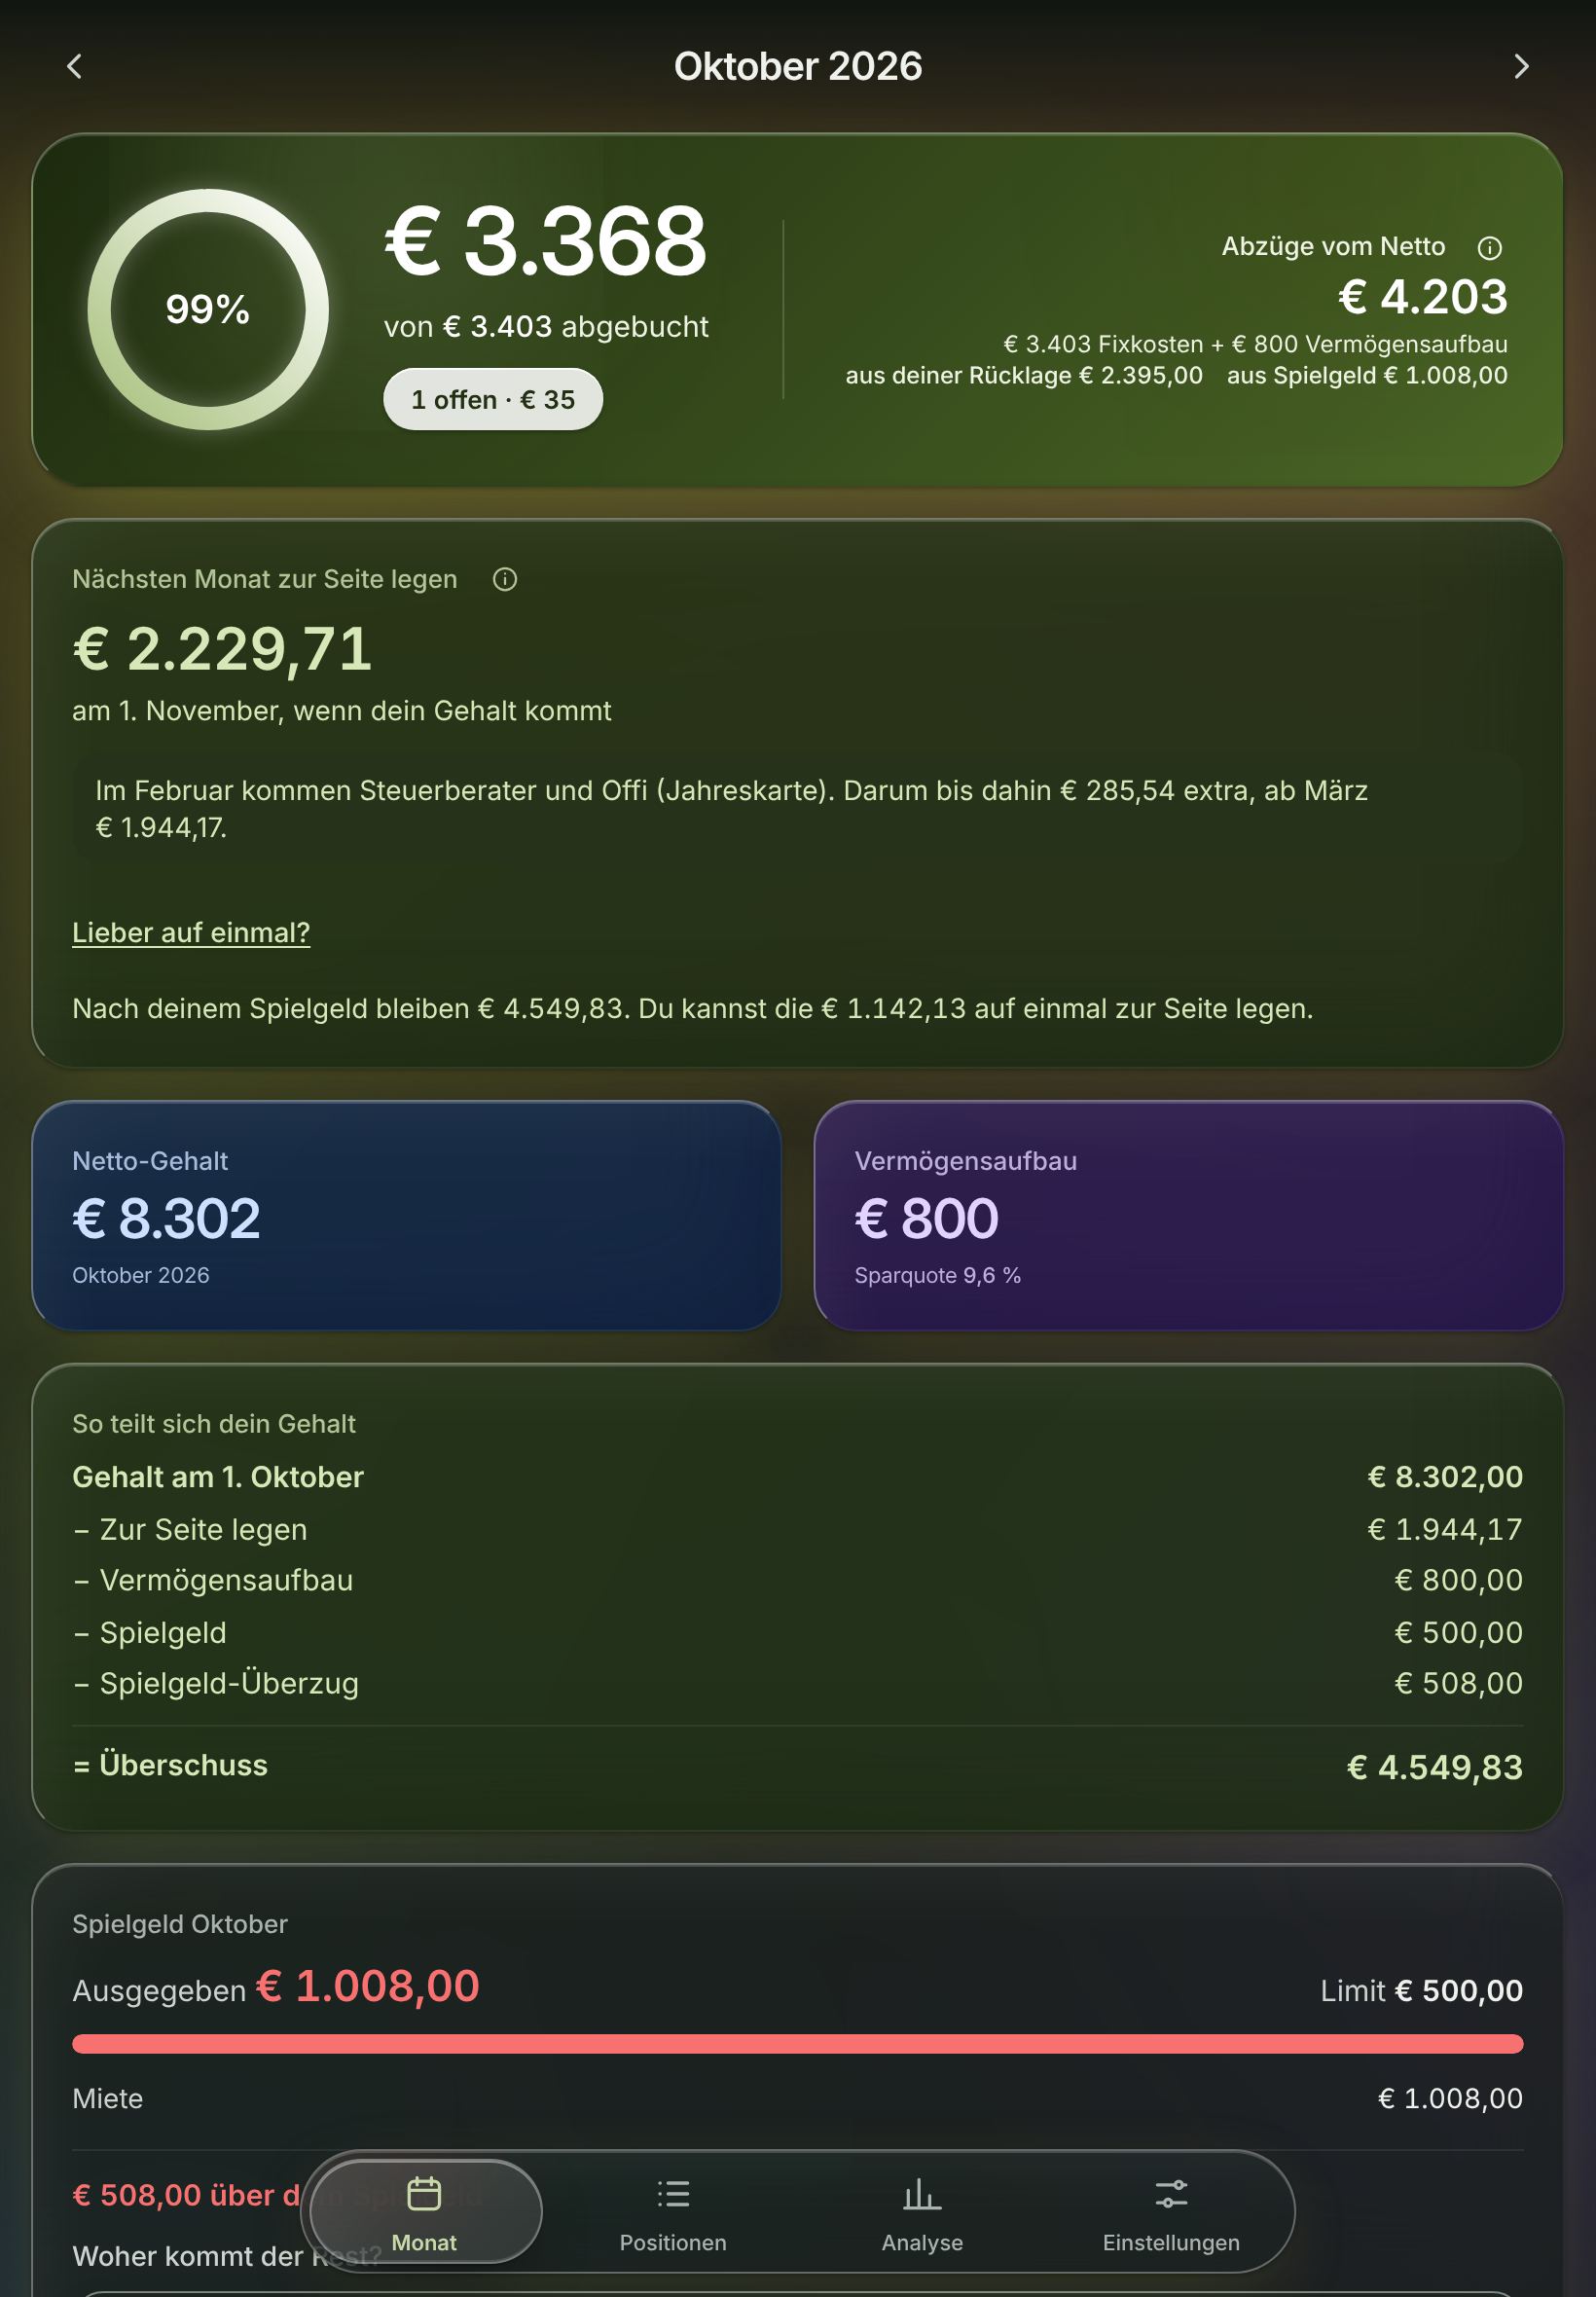 Oktober 2026
99%
€ 3.368
von € 3.403 abgebucht
1 offen · € 35
Abzüge vom Netto
€ 4.203
€ 3.403 Fixkosten + € 800 Vermögensaufbau
aus deiner Rücklage € 2.395,00 aus Spielgeld € 1.008,00
Nächsten Monat zur Seite legen
€ 2.229,71
am 1. November, wenn dein Gehalt kommt
Im Februar kommen Steuerberater und Offi (Jahreskarte). Darum bis dahin € 285,54 extra, ab März
€ 1.944,17.
Lieber auf einmal?
Nach deinem Spielgeld bleiben € 4.549,83. Du kannst die € 1.142,13 auf einmal zur Seite legen.
Netto-Gehalt
€ 8.302
Oktober 2026
Vermögensaufbau
€ 800
Sparquote 9,6 %
So teilt sich dein Gehalt
Gehalt am 1. Oktober € 8.302,00
– Zur Seite legen € 1.944,17
– Vermögensaufbau € 800,00
– Spielgeld € 500,00
– Spielgeld-Überzug € 508,00
= Überschuss € 4.549,83
Spielgeld Oktober
Ausgegeben € 1.008,00 Limit € 500,00
Miete € 1.008,00
€ 508,00 über
Woher kommt der Rest?
Monat
Positionen
Analyse
Einstellungen